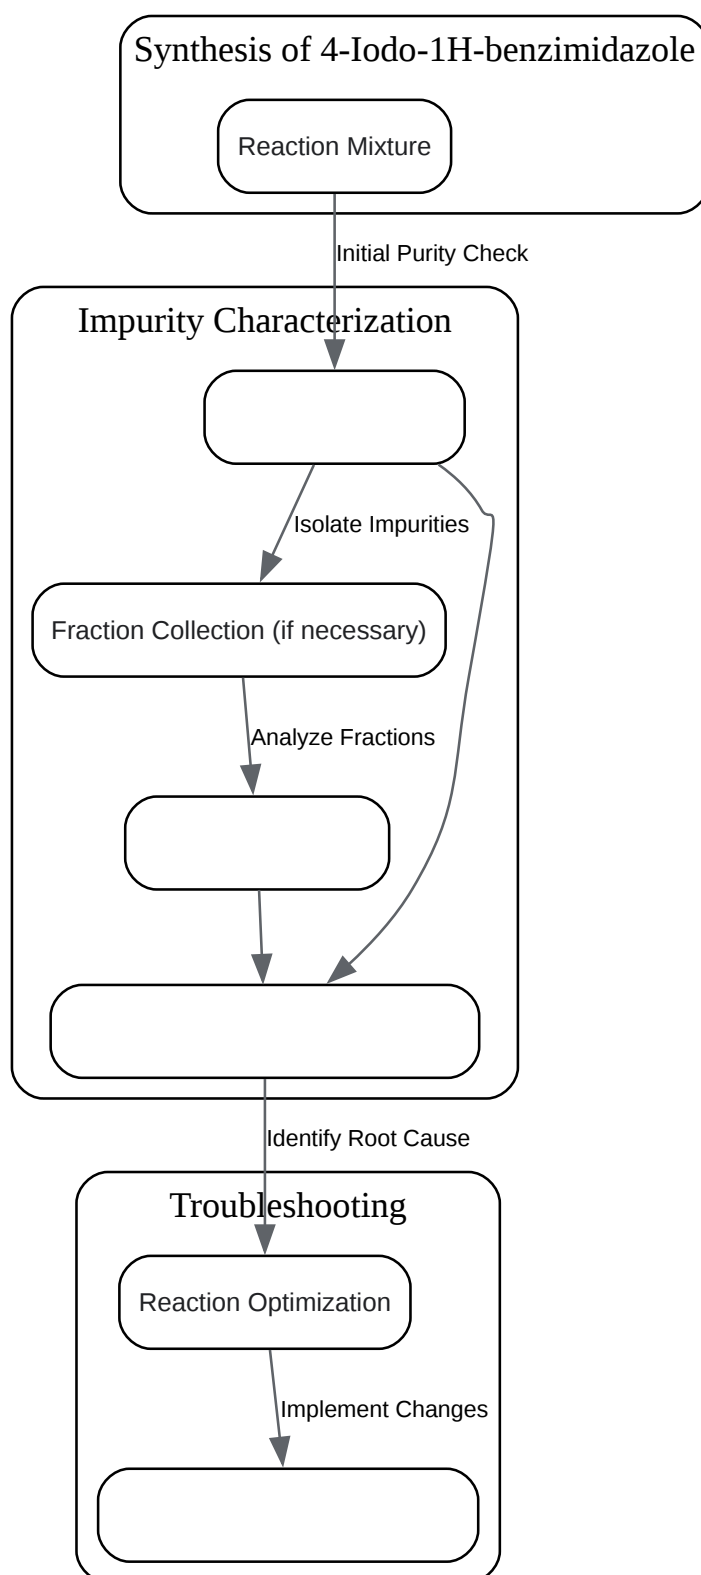 Synthesis of 4-Iodo-1H-benzimidazole
Reaction Mixture
Initial Purity Check
Impurity Characterization
Isolate Impurities
Fraction Collection (if necessary)
Analyze Fractions
Identify Root Cause
Troubleshooting
Reaction Optimization
Implement Changes